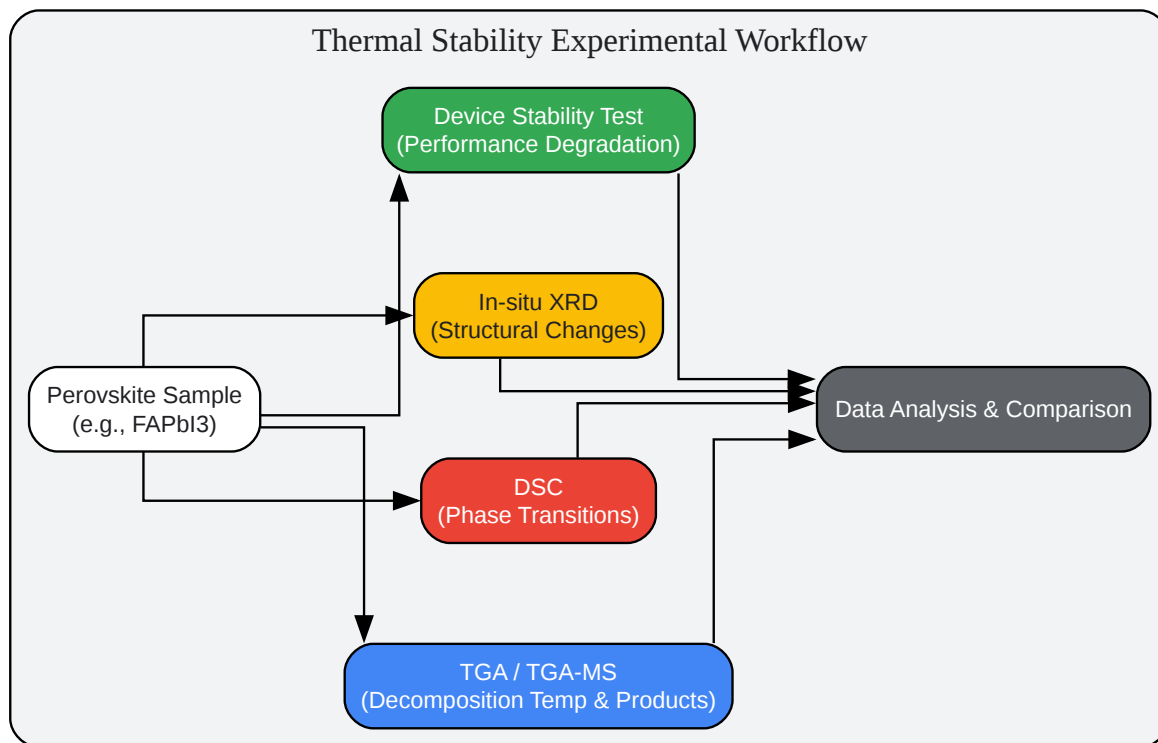 Thermal Stability Experimental Workflow
Device Stability Test
(Performance Degradation)
In-situ XRD
(Structural Changes)
Perovskite Sample
(e.g., FAPbI3)
Data Analysis & Comparison
DSC
(Phase Transitions)
TGA / TGA-MS
(Decomposition Temp & Products)